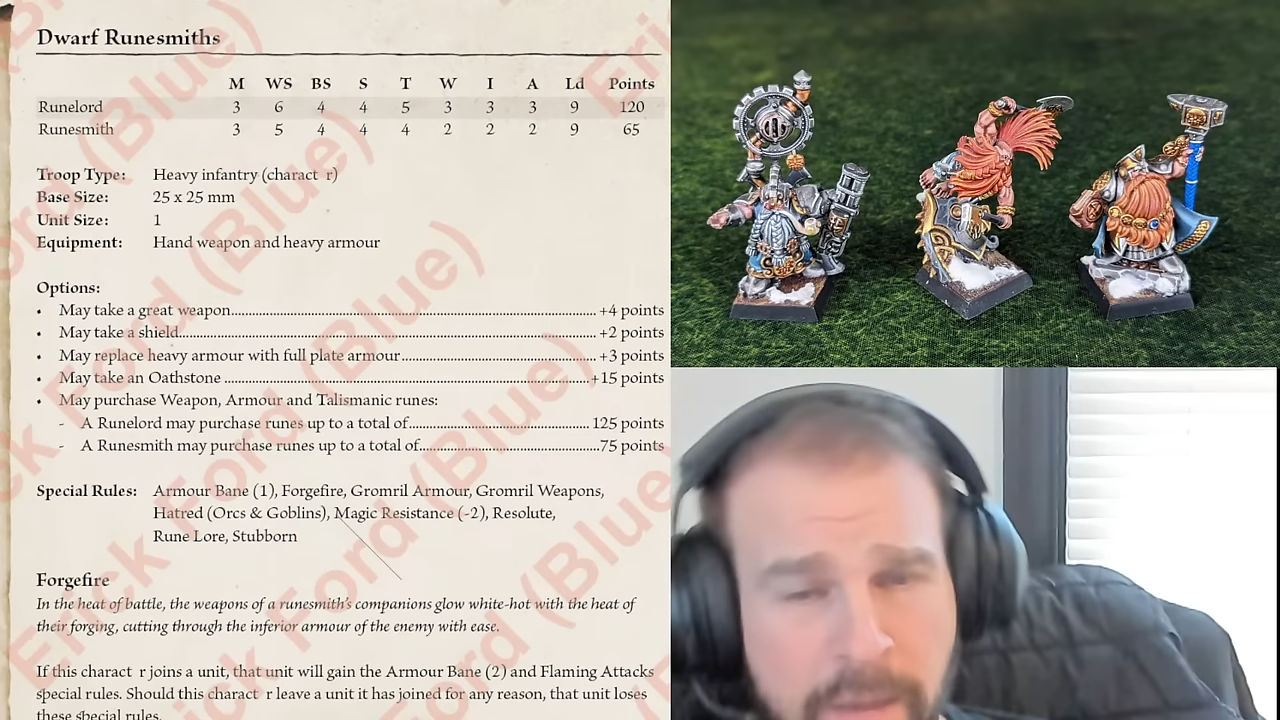 Dwarf Runesmiths
M WS BS S T W I A Ld Points
Runelord 3 6 4 4 5 3 3 3 9 120
Runesmith 3 5 4 4 4 2 2 2 9 65
Troop Type: Heavy infantry (charact r)
Base Size: 25 x 25 mm
Unit Size: 1
Equipment: Hand weapon and heavy armour
Options:
• May take a great weapon +4 points
• May take a shield +2 points
• May replace heavy armour with full plate armour +3 points
• May take an Oathstone +15 points
• May purchase Weapon, Armour and Talismanic runes:
- A Runelord may purchase runes up to a total of 125 points
- A Runesmith may purchase runes up to a total of 75 points
Special Rules: Armour Bane (1), Forgefire, Gromril Armour, Gromril Weapons,
Hatred (Orcs & Goblins), Magic Resistance (-2), Resolute,
Rune Lore, Stubborn
Forgefire
In the heat of battle, the weapons of a runesmith's companions glow white-hot with the heat of
their forging, cutting through the inferior armour of the enemy with ease.
If this charact r joins a unit, that unit will gain the Armour Bane (2) and Flaming Attacks
special rules. Should this charact r leave a unit it has joined for any reason, that unit loses
these special rules.
Erick Ford (Blue)